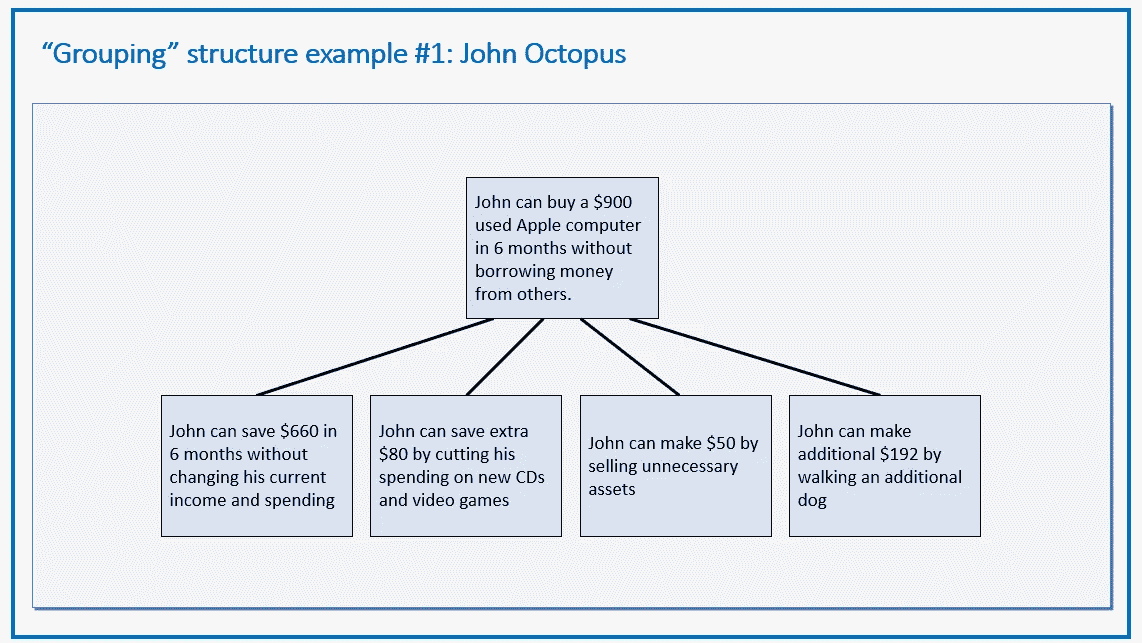 “Grouping” structure example #1: John Octopus
John can buy a $900
used Apple computer
in 6 months without
borrowing money
from others.
John can save $660 in
6 months without
changing his current
income and spending
John can save extra
$80 by cutting his
spending on new CDs
and video games
John can make $50 by
selling unnecessary
assets
John can make
additional $192 by
walking an additional
dog